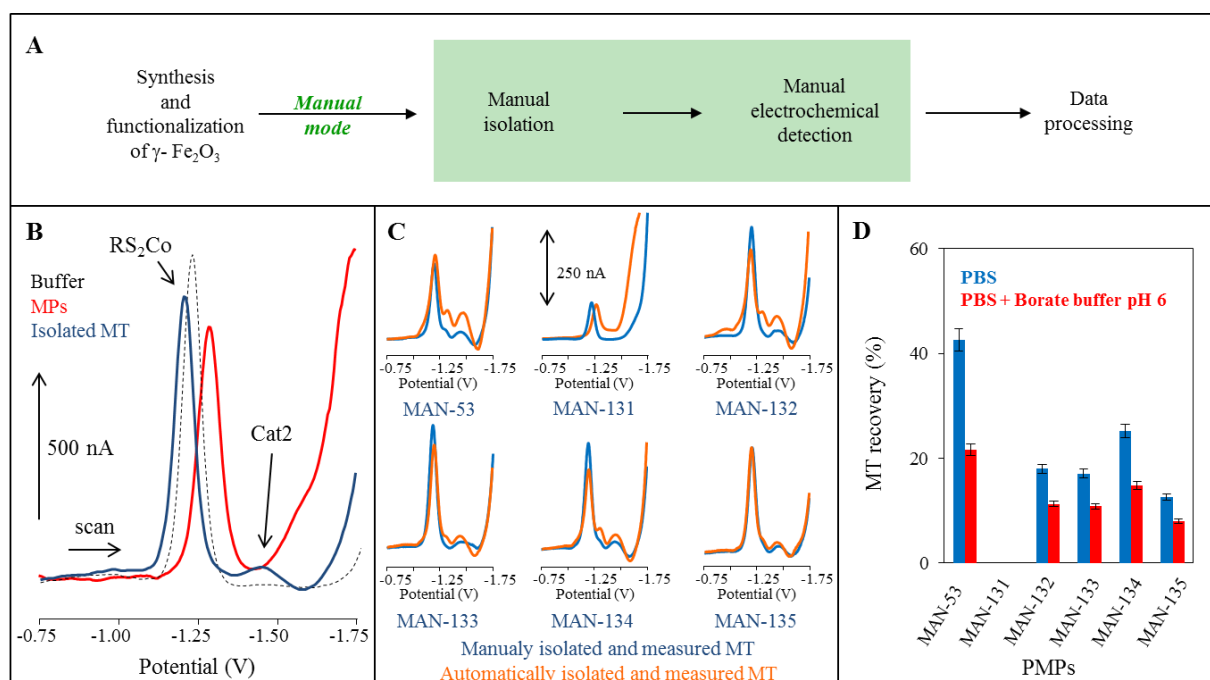 A
Synthesis
and
functionalization
of γ- Fe₂O₃
Manual
mode
Manual
isolation
Manual
electrochemical
detection
Data
processing
B
RS₂Co
Buffer
MPs
Isolated MT
500 nA
Cat2
scan
-0.75 -1.00 -1.25 -1.50 -1.75
Potential (V)
C
250 nA
-0.75 -1.25 -1.75
Potential (V)
MAN-53
-0.75 -1.25 -1.75
Potential (V)
MAN-131
-0.75 -1.25 -1.75
Potential (V)
MAN-132
-0.75 -1.25 -1.75
Potential (V)
MAN-133
-0.75 -1.25 -1.75
Potential (V)
MAN-134
-0.75 -1.25 -1.75
Potential (V)
MAN-135
Manualy isolated and measured MT
Automatically isolated and measured MT
D
PBS
PBS + Borate buffer pH 6
MT recovery (%)
60
40
20
0
MAN-53
MAN-131
MAN-132
MAN-133
MAN-134
MAN-135
PMPs